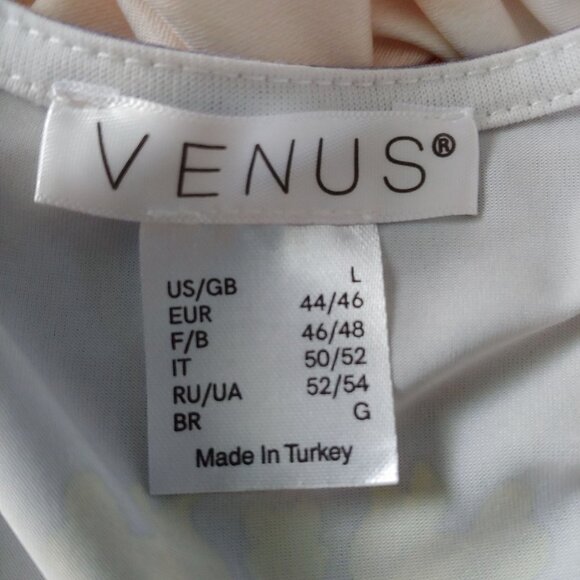 VENUS®
US/GB L
EUR 44/46
F/B 46/48
IT 50/52
RU/UA 52/54
BR G
Made In Turkey